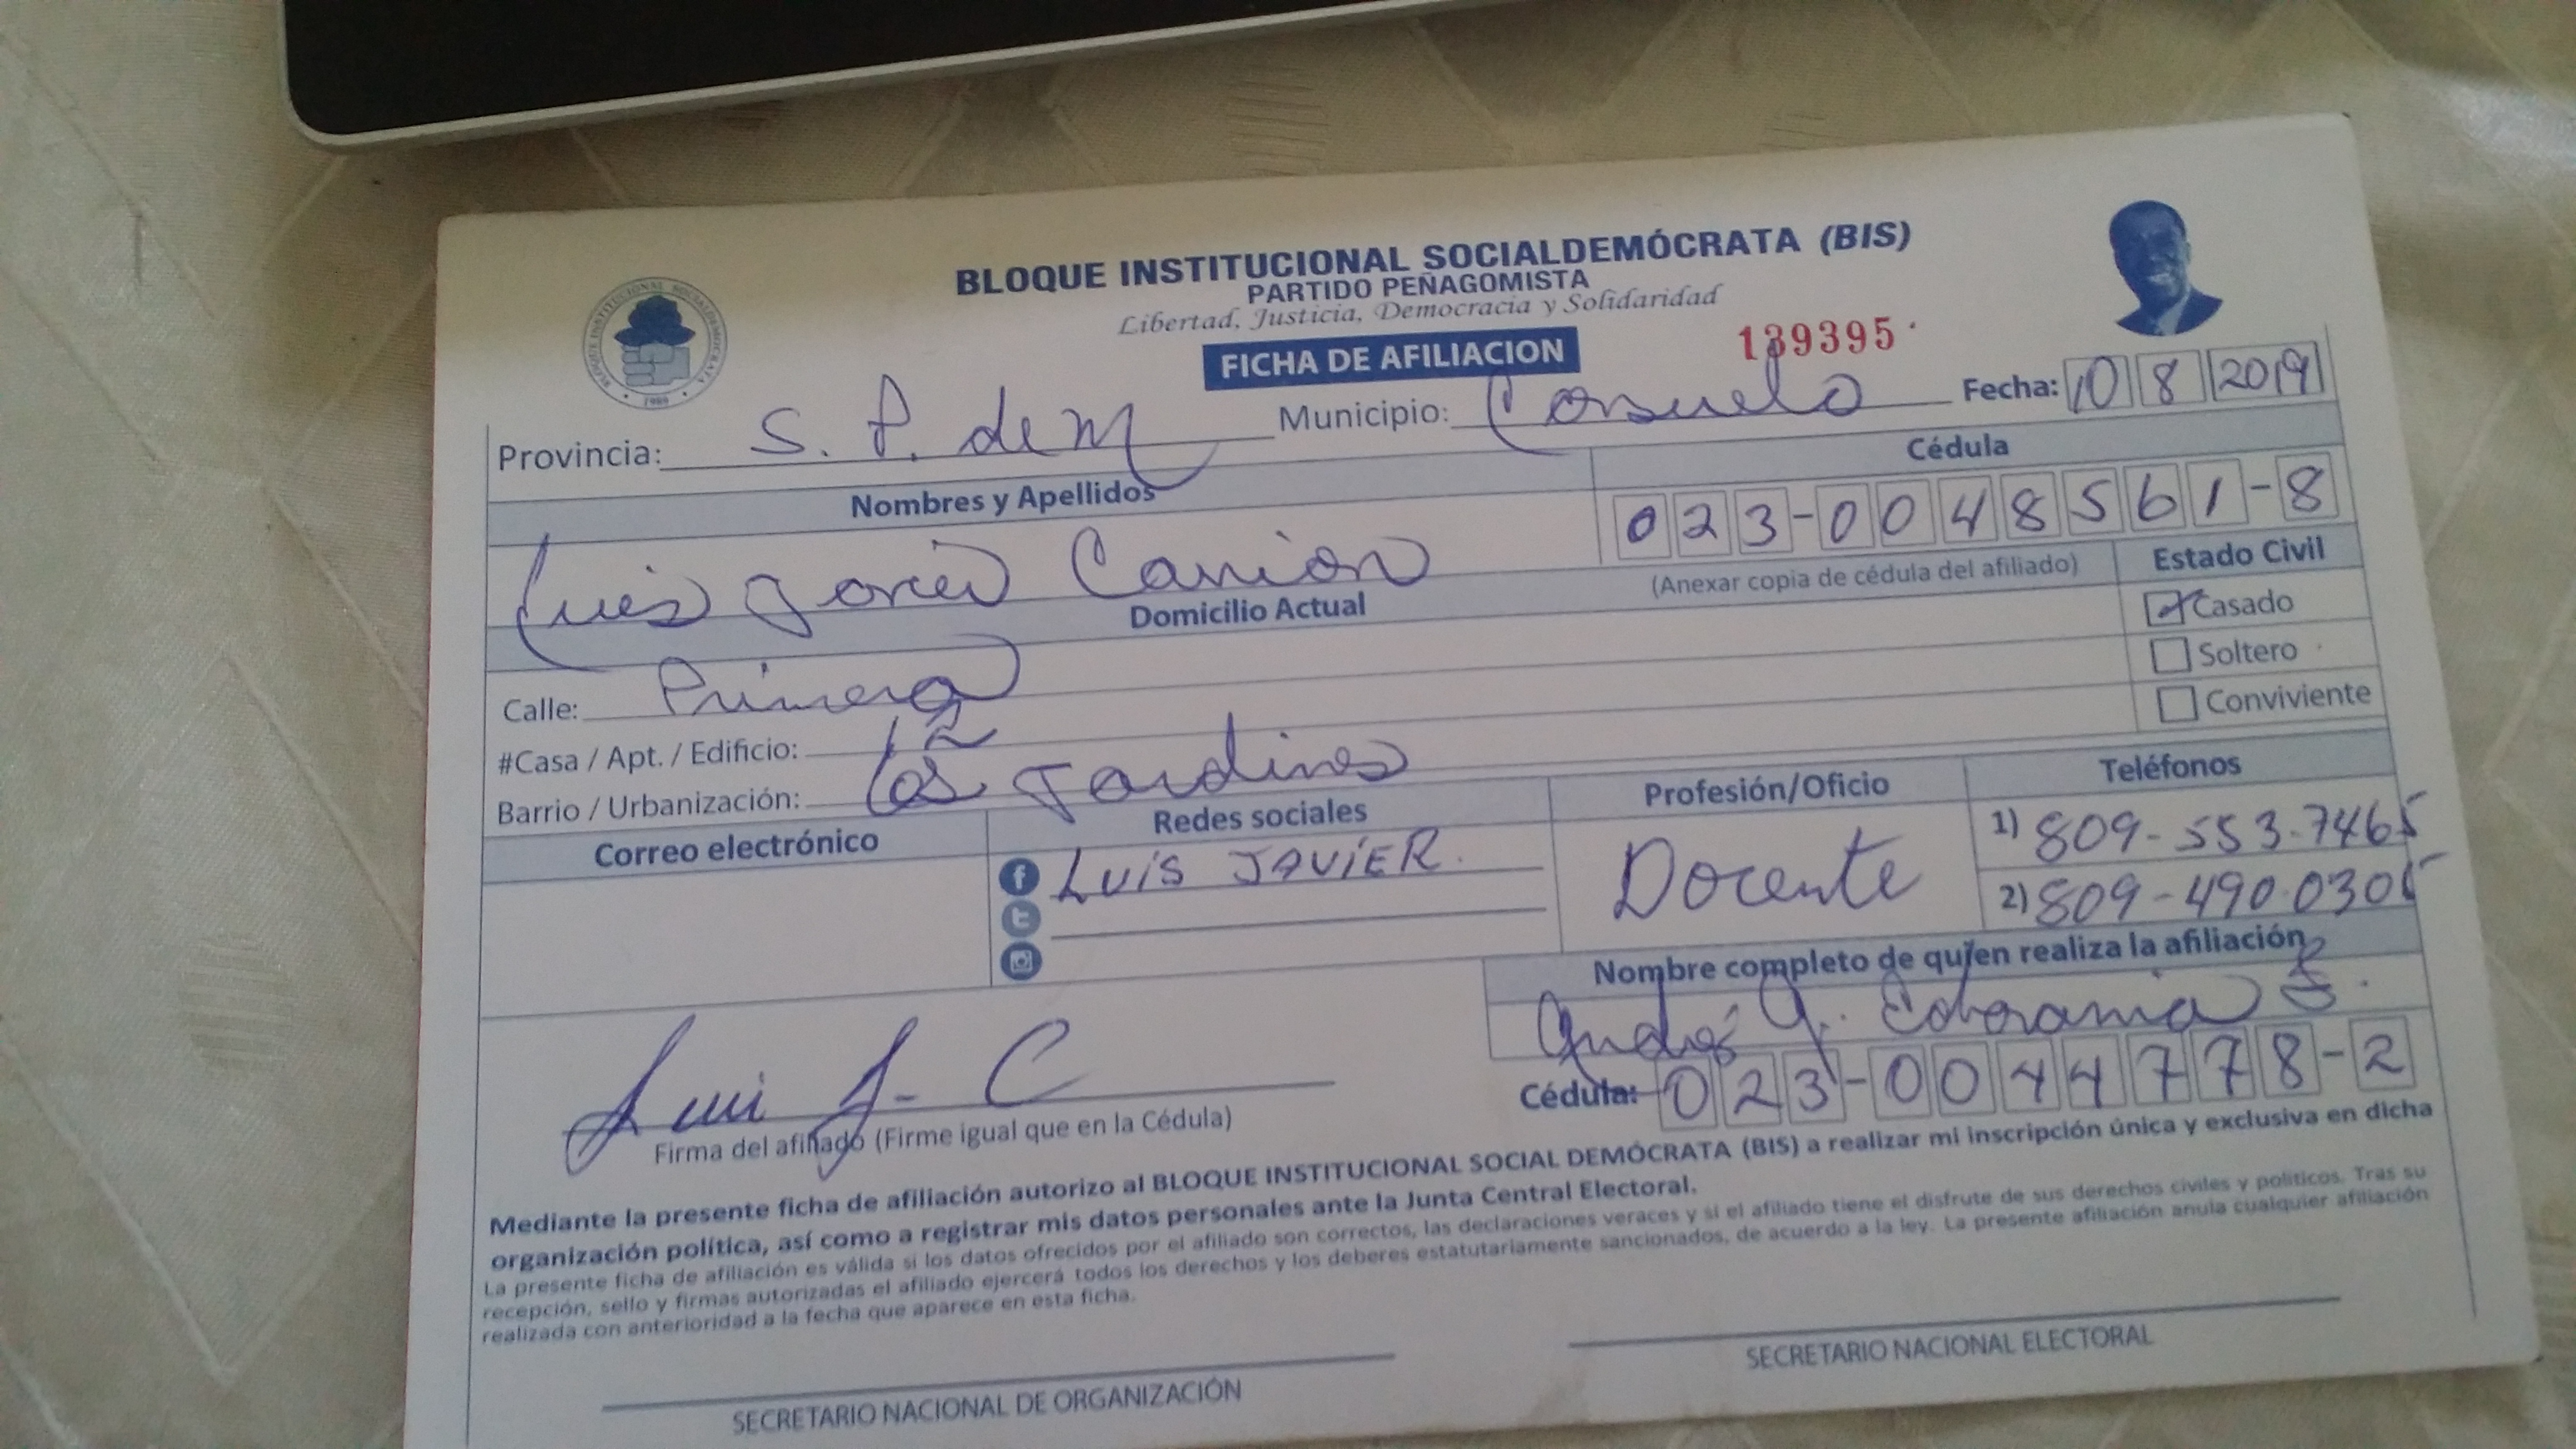 BLOQUE INSTITUCIONAL SOCIALDEMÓCRATA (BIS)
PARTIDO PEÑAGOMISTA
Libertad, Justicia, Democracia y Solidaridad
BLOQUE INSTITUCIONAL SOCIALDEMOCRATA
FICHA DE AFILIACION
139395
Provincia: S. P. de M Municipio: Consuelo Fecha: 10 8 2019
Nombres y Apellidos Cédula
Luis Carrion 023-0048561-8
(Anexar copia de cédula del afiliado) Estado Civil
Domicilio Actual
Casado
Soltero
Conviviente
Calle: Primera
#Casa / Apt. / Edificio: 12
Barrio / Urbanización: Los Jardines
Correo electrónico Redes sociales Profesión/Oficio Teléfonos
LUIS JAVIER. Docente 1) 809-553-7465
2) 809-490-0305
Nombre completo de quien realiza la afiliación
Andrés
Cédula: 023-0044778-2
Luis J. C
Firma del afiliado (Firme igual que en la Cédula)
Mediante la presente ficha de afiliación autorizo al BLOQUE INSTITUCIONAL SOCIAL DEMÓCRATA (BIS) a realizar mi inscripción única y exclusiva en dicha
organización política, así como a registrar mis datos personales ante la Junta Central Electoral.
La presente ficha de afiliación es válida si los datos ofrecidos por el afiliado son correctos, las declaraciones veraces y si el afiliado tiene el disfrute de sus derechos civiles y políticos. Tras su
recepción, sello y firmas autorizadas el afiliado ejercerá todos los derechos y los deberes estatutariamente sancionados, de acuerdo a la ley. La presente afiliación anula cualquier afiliación
realizada con anterioridad a la fecha que aparece en esta ficha.
SECRETARIO NACIONAL DE ORGANIZACIÓN SECRETARIO NACIONAL ELECTORAL